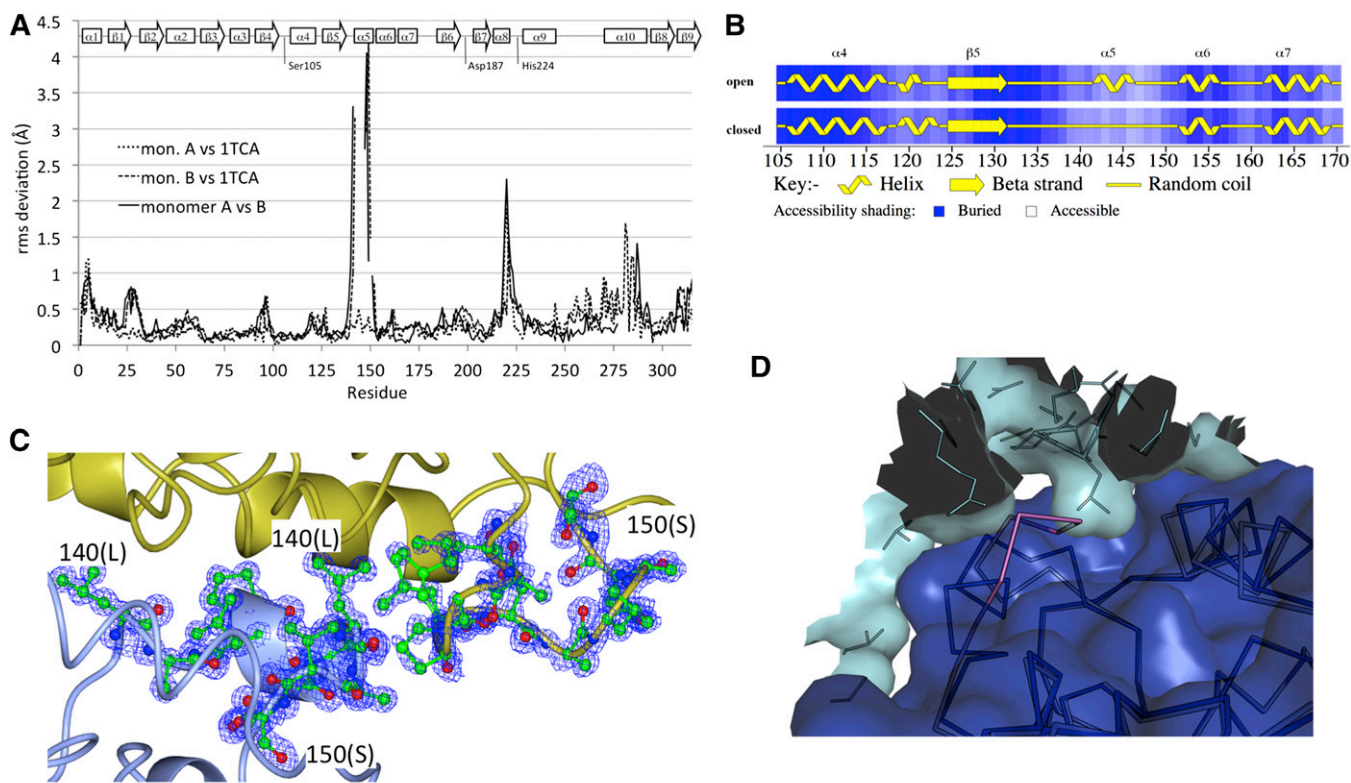 A
4.5
4
3.5
3
2.5
2
1.5
1
0.5
0
rms deviation (Å)
α1 β1 β2 α2 β3 α3 β4 α4 β5 α5 α6 α7 β6 β7 α8 α9 α10 β8 β9
Ser105
Asp187
His224
mon. A vs 1TCA
mon. B vs 1TCA
monomer A vs B
0 25 50 75 100 125 150 175 200 225 250 275 300
Residue
B
α4 β5 α5 α6 α7
open
closed
105 110 115 120 125 130 135 140 145 150 155 160 165 170
Key:- Helix Beta strand Random coil
Accessibility shading: Buried Accessible
C
140(L)
140(L)
150(S)
150(S)
D